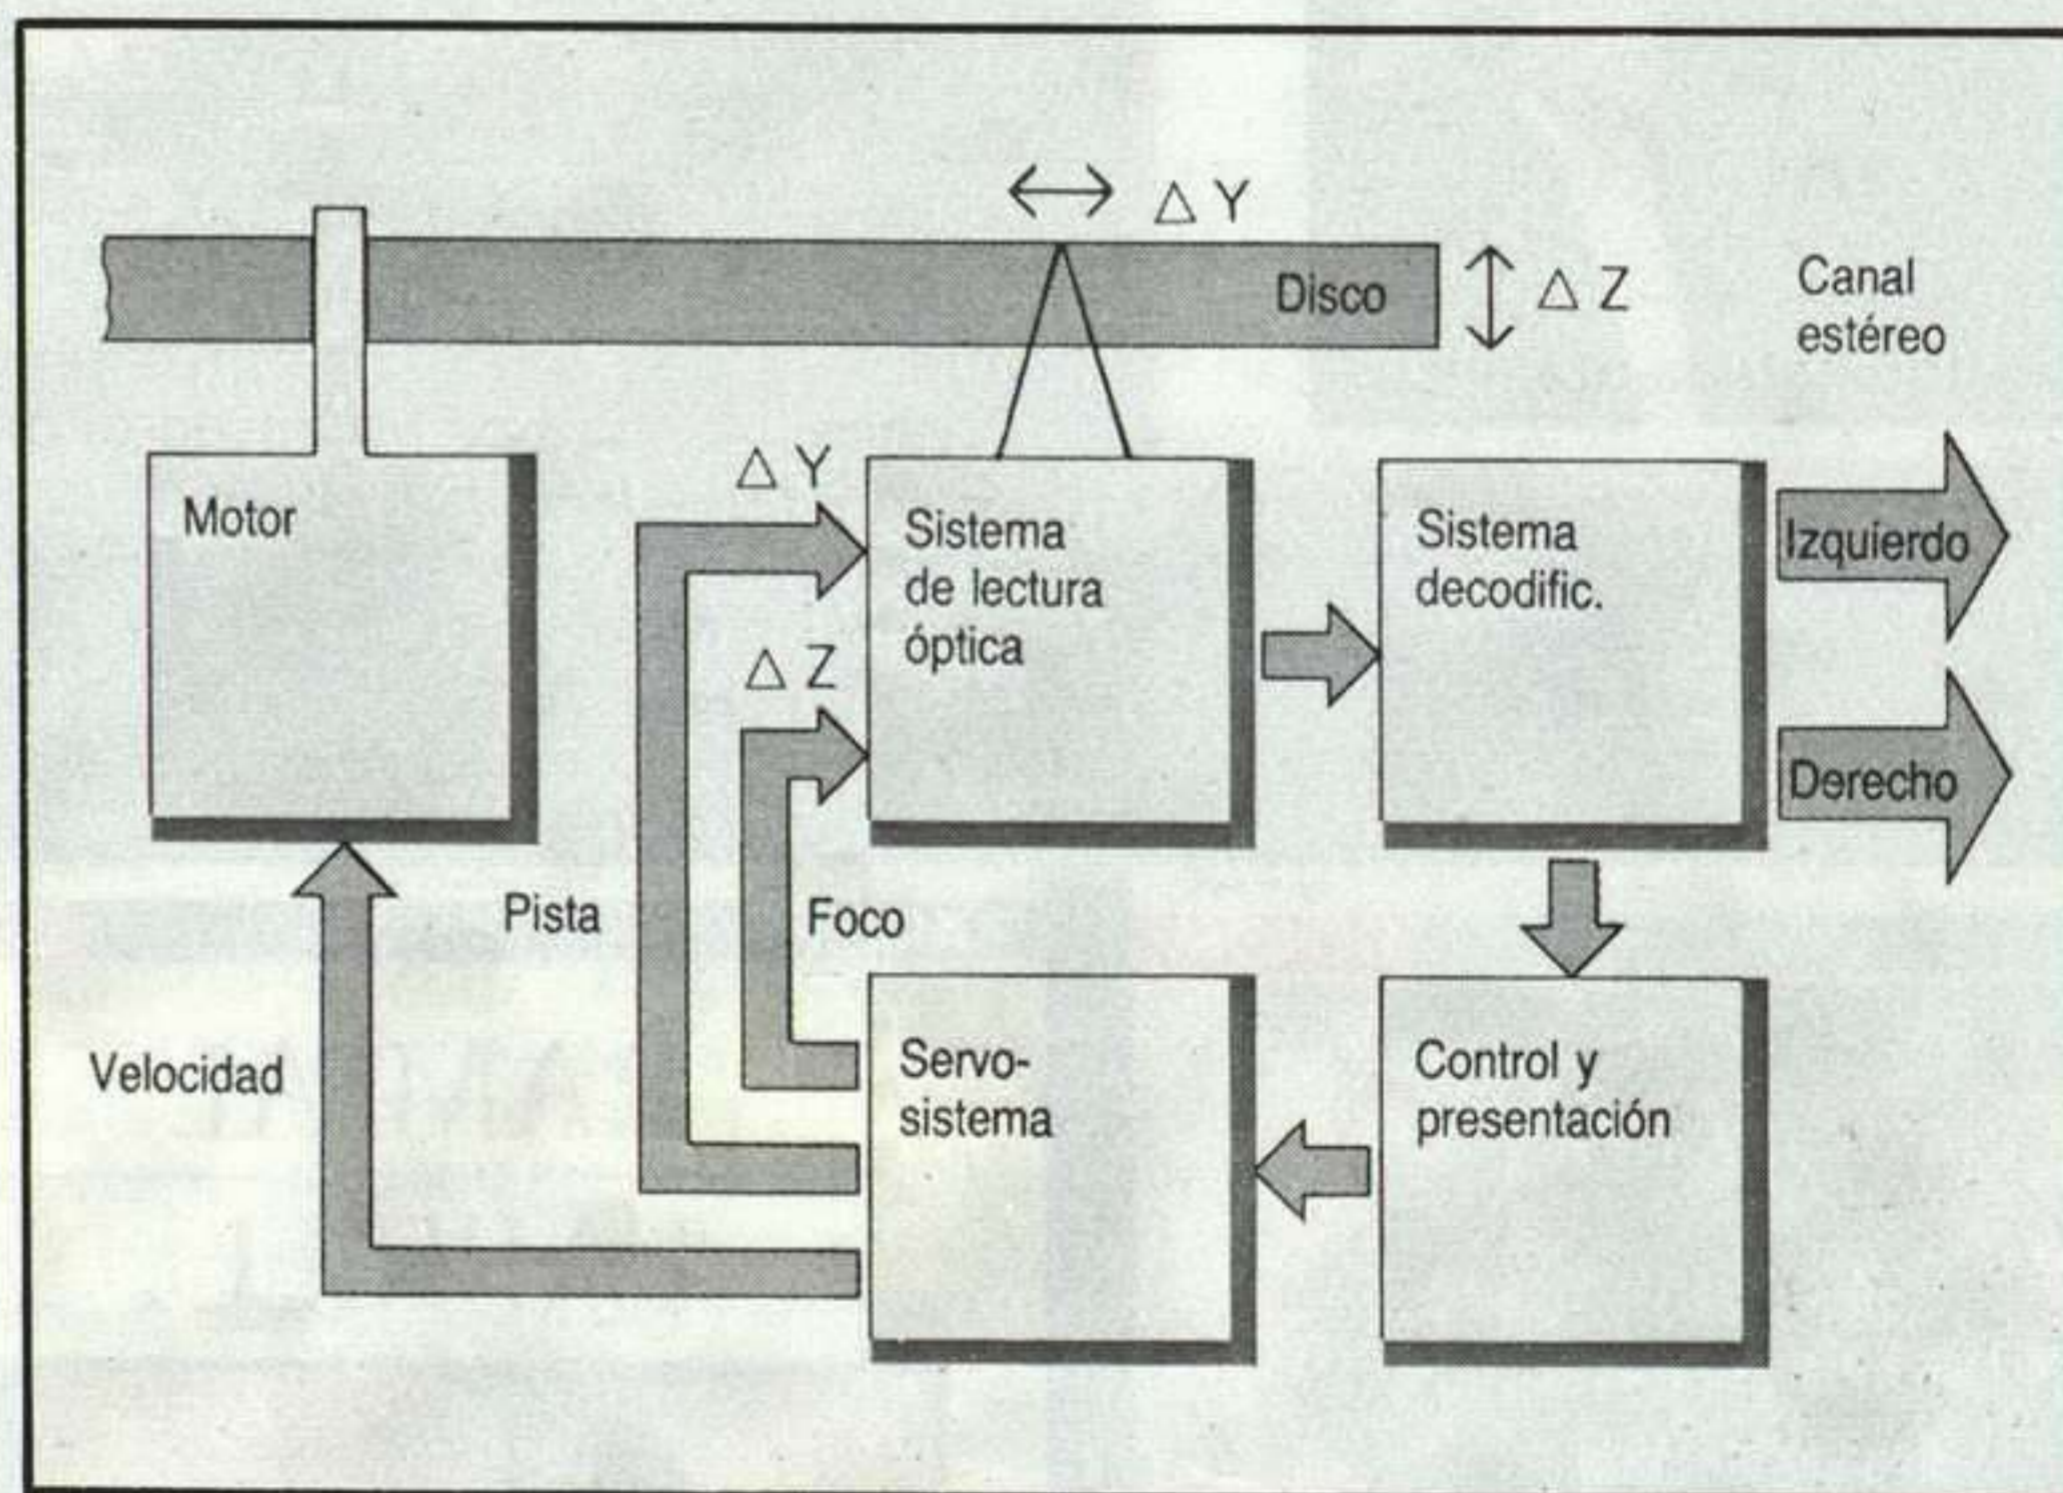 △ Y
Disco
△ Z
Canal
estéreo
Motor
△ Y
Sistema
de lectura
óptica
△ Z
Sistema
decodific.
Izquierdo
Derecho
Pista
Foco
Velocidad
Servo-
sistema
Control y
presentación